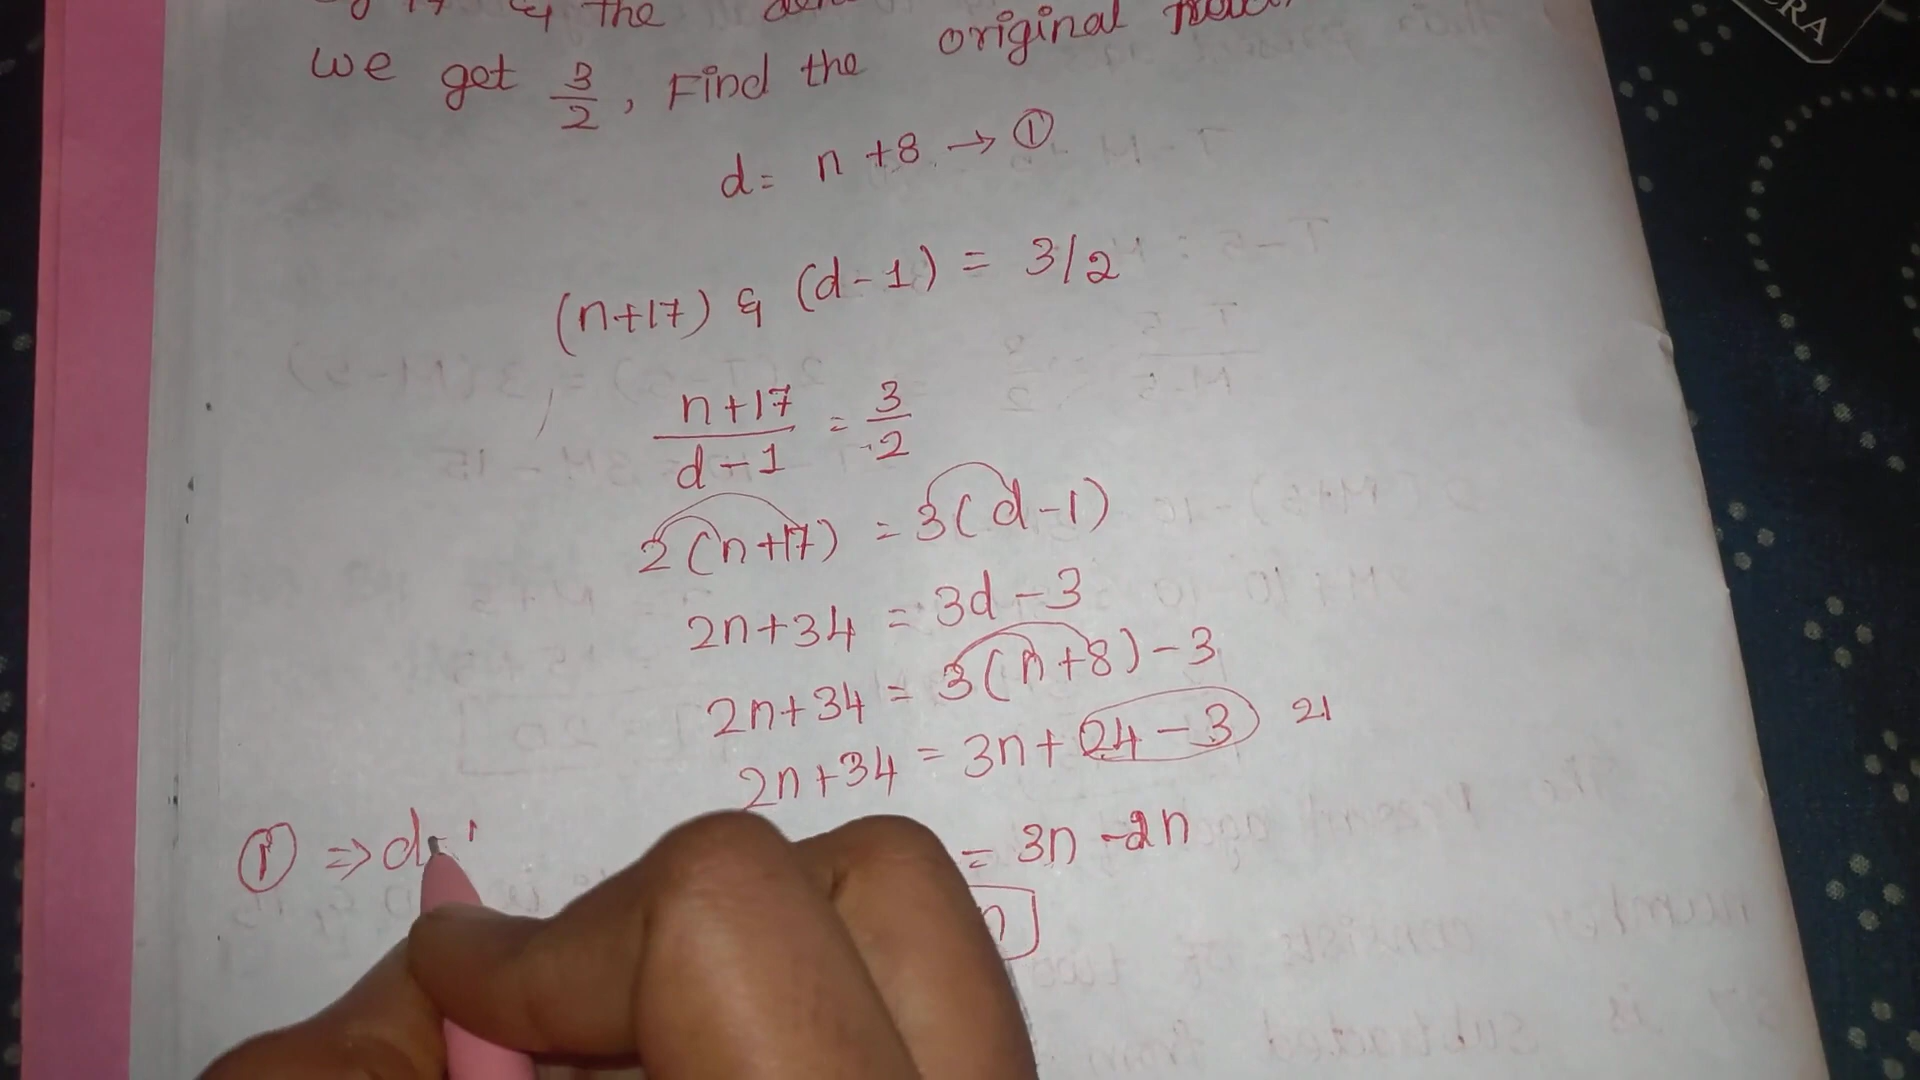 17 & the
we get 3/2, Find the original
d = n + 8 → ①
(n+17) & (d-1) = 3/2
n+17/d-1 = 3/2
2(n+17) = 3(d-1)
2n+34 = 3d-3
2n+34 = 3(n+8)-3
2n+34 = 3n+24-3 21
= 3n-2n
① ⇒ d=
n